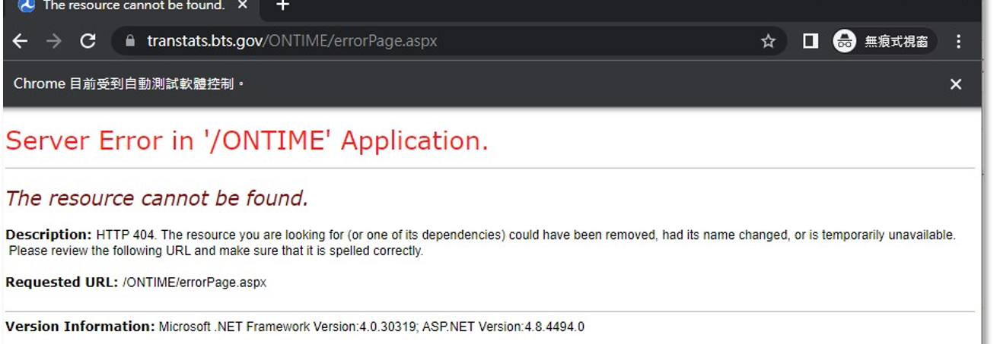 The resource cannot be found.
transtats.bts.gov/ONTIME/errorPage.aspx
無痕式視窗
Chrome 目前受到自動測試軟體控制。
Server Error in '/ONTIME' Application.
The resource cannot be found.
Description: HTTP 404. The resource you are looking for (or one of its dependencies) could have been removed, had its name changed, or is temporarily unavailable.
Please review the following URL and make sure that it is spelled correctly.
Requested URL: /ONTIME/errorPage.aspx
Version Information: Microsoft .NET Framework Version:4.0.30319; ASP.NET Version:4.8.4494.0